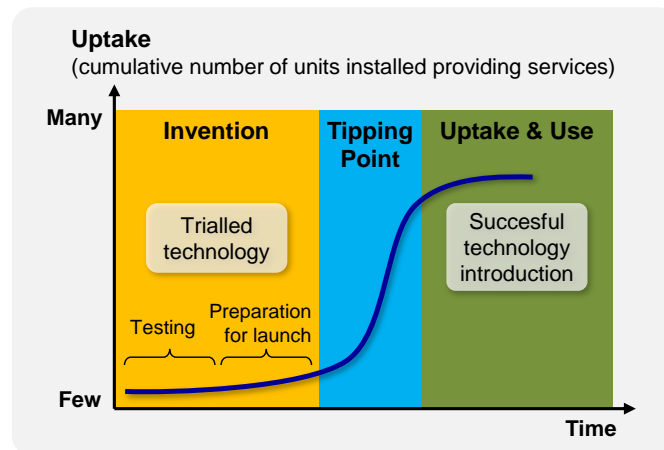 Uptake
(cumulative number of units installed providing services)
Many
Invention
Tipping
Point
Uptake & Use
Trialled
technology
Succesful
technology
introduction
Testing
Preparation
for launch
Few
Time